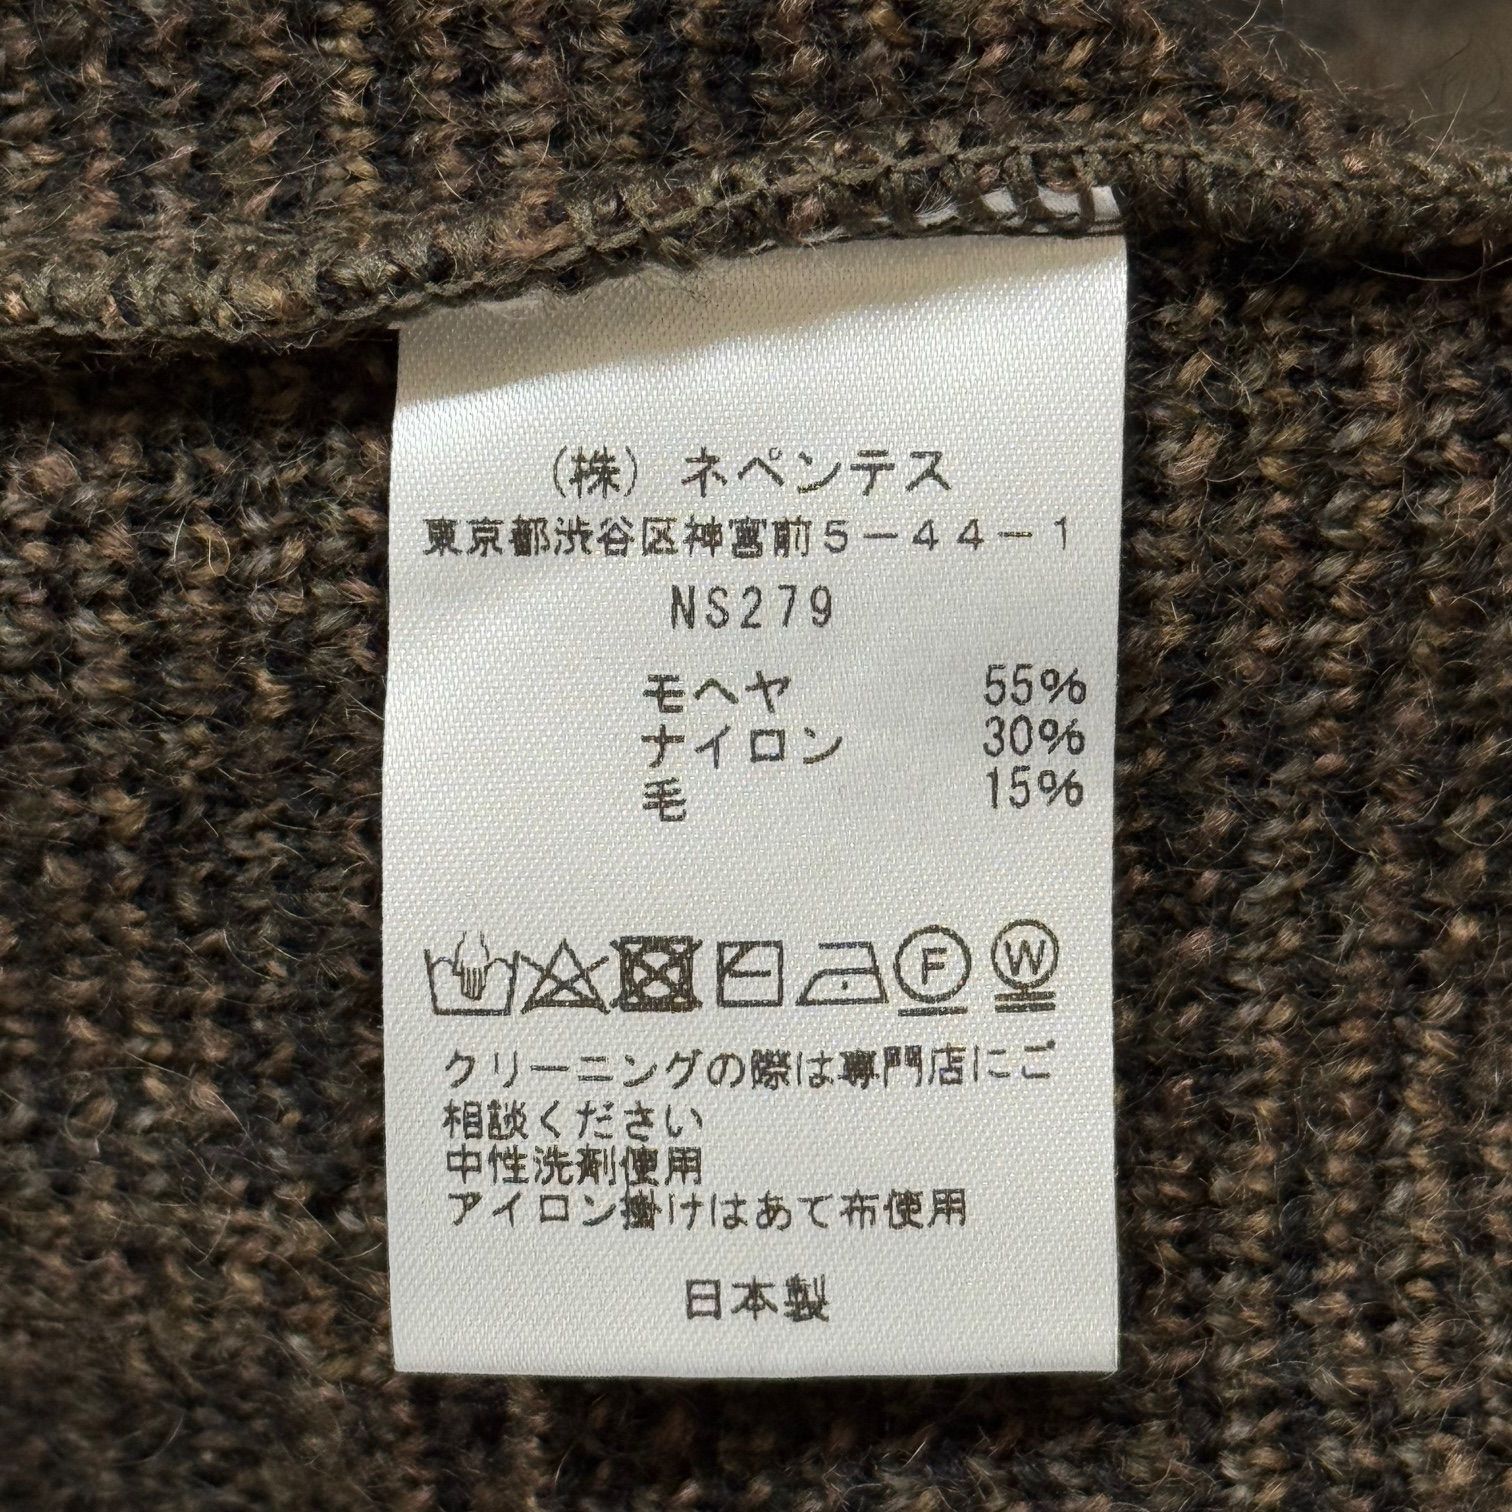 (株) ネペンテス
東京都渋谷区神宮前5-44-1
NS279
モヘヤ 55%
ナイロン 30%
毛 15%
F W
クリーニングの際は専門店にご
相談ください
中性洗剤使用
アイロン掛けはあて布使用
日本製